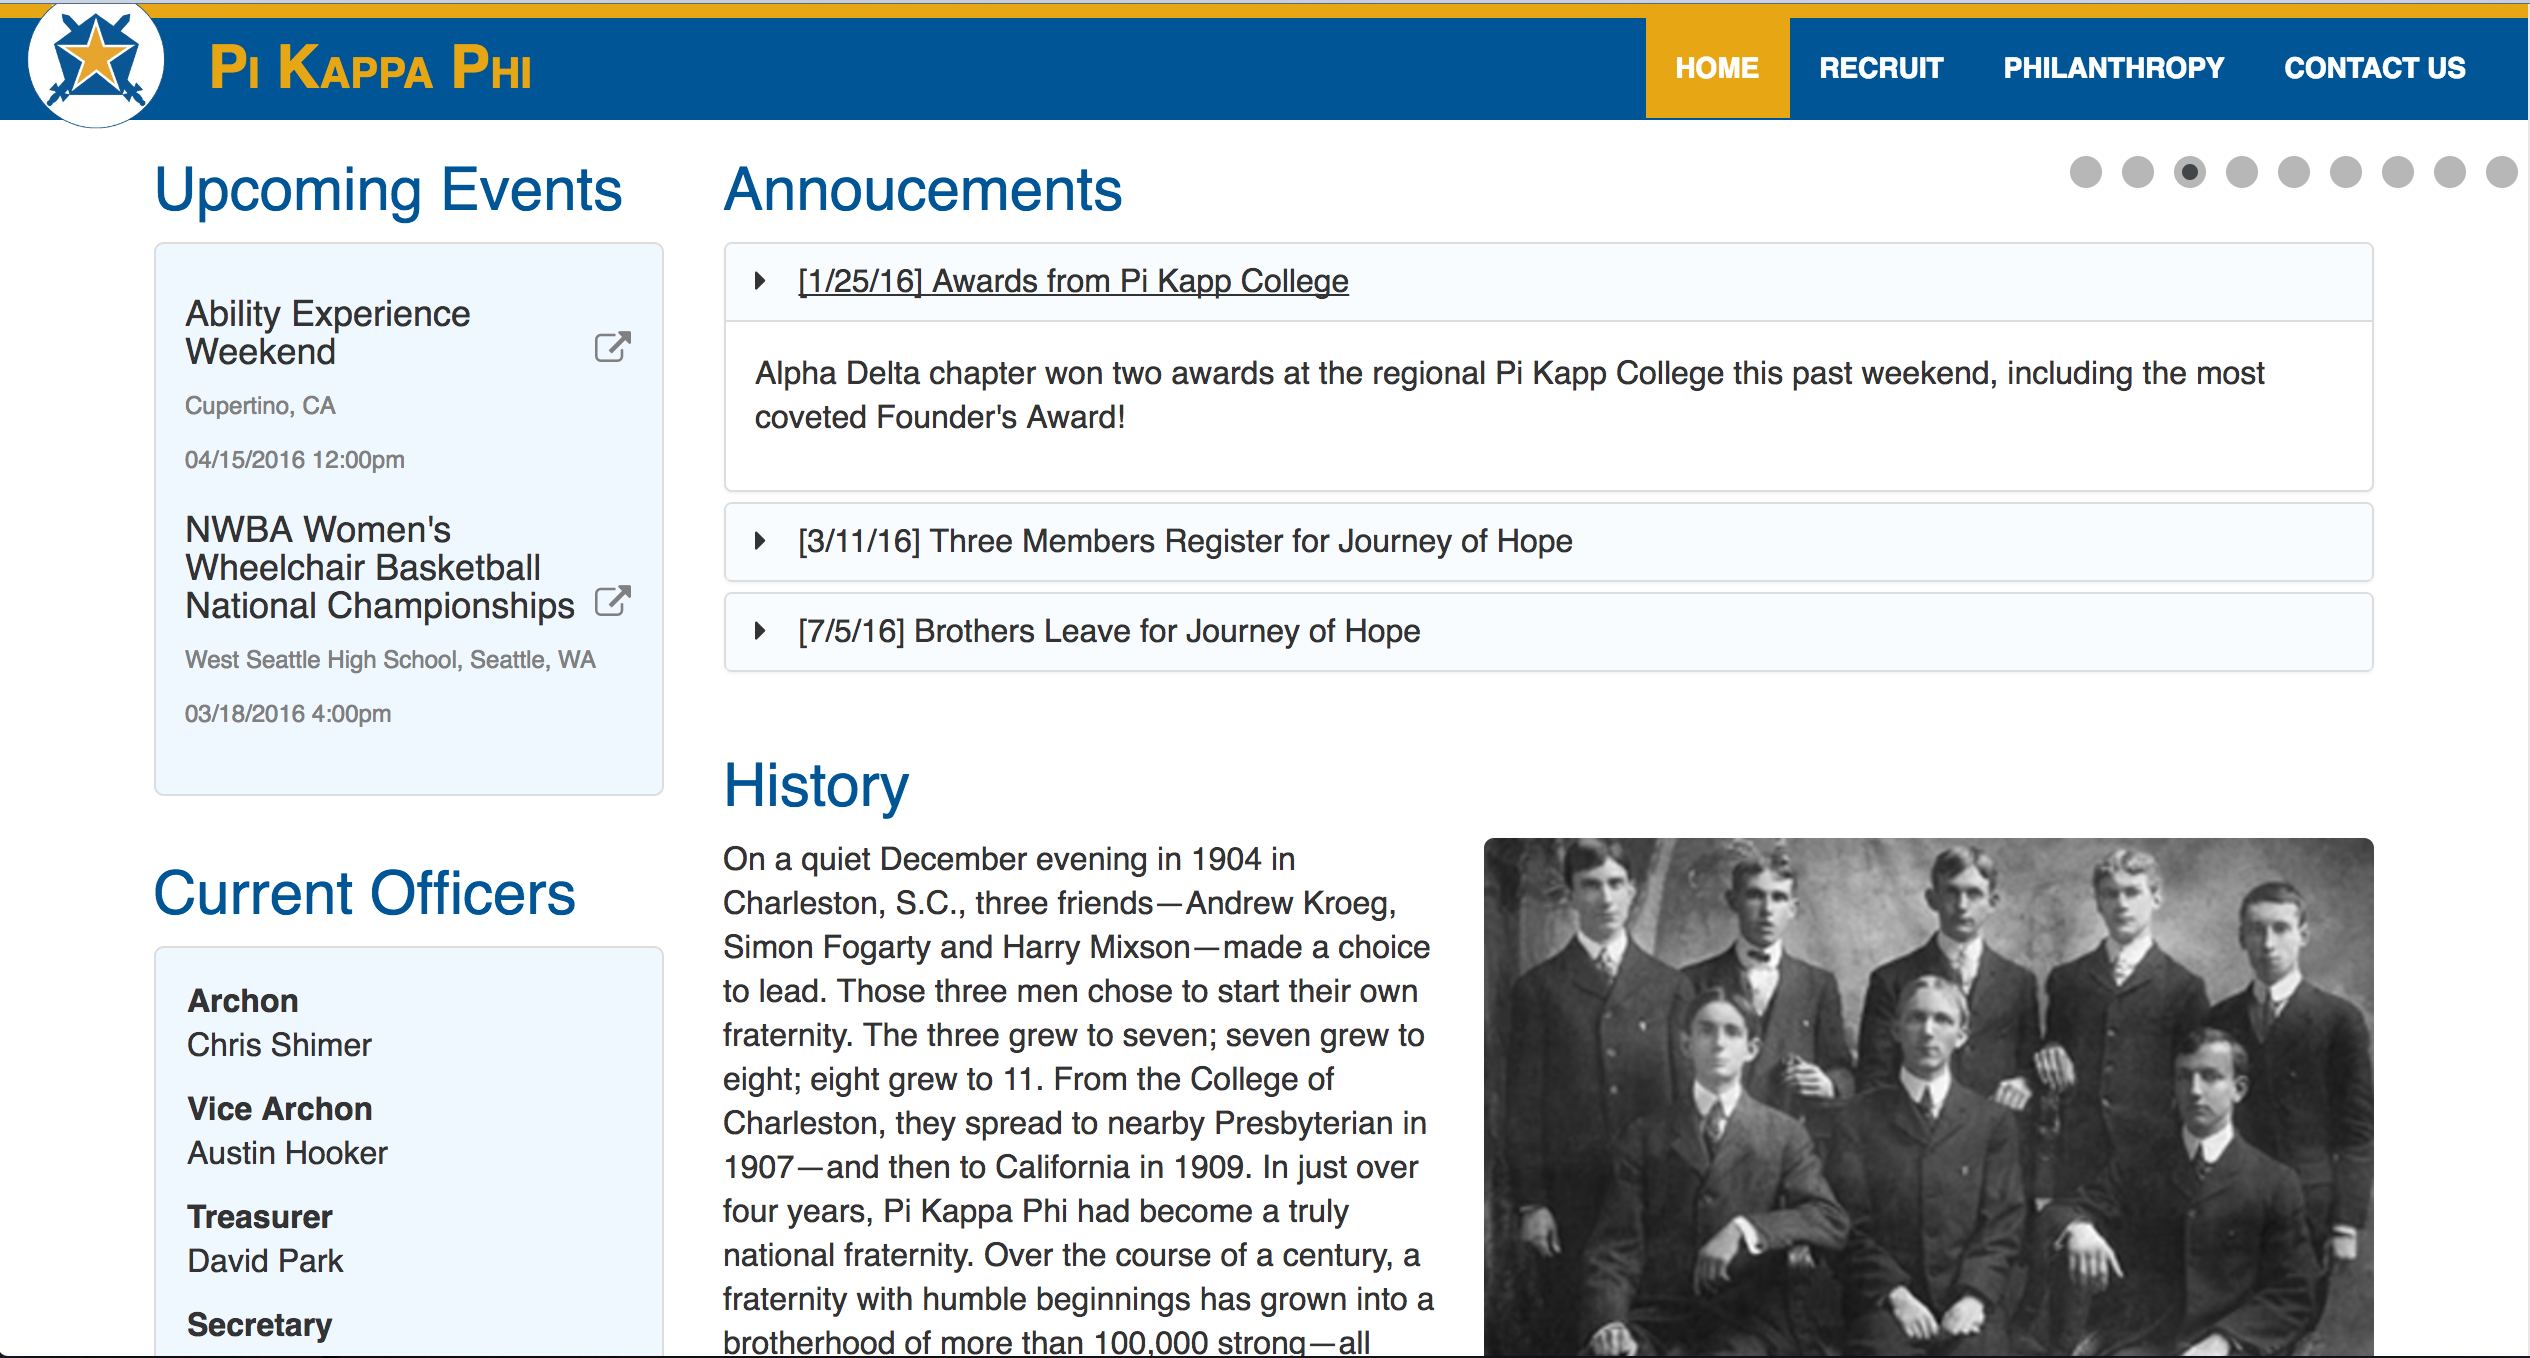 Pi Kappa Phi
HOME
RECRUIT
PHILANTHROPY
CONTACT US
Upcoming Events
Ability Experience
Weekend
Cupertino, CA
04/15/2016 12:00pm
NWBA Women's
Wheelchair Basketball
National Championships
West Seattle High School, Seattle, WA
03/18/2016 4:00pm
Current Officers
Archon
Chris Shimer
Vice Archon
Austin Hooker
Treasurer
David Park
Secretary
Annoucements
[1/25/16] Awards from Pi Kapp College
Alpha Delta chapter won two awards at the regional Pi Kapp College this past weekend, including the most
coveted Founder's Award!
[3/11/16] Three Members Register for Journey of Hope
[7/5/16] Brothers Leave for Journey of Hope
History
On a quiet December evening in 1904 in
Charleston, S.C., three friends—Andrew Kroeg,
Simon Fogarty and Harry Mixson—made a choice
to lead. Those three men chose to start their own
fraternity. The three grew to seven; seven grew to
eight; eight grew to 11. From the College of
Charleston, they spread to nearby Presbyterian in
1907—and then to California in 1909. In just over
four years, Pi Kappa Phi had become a truly
national fraternity. Over the course of a century, a
fraternity with humble beginnings has grown into a
brotherhood of more than 100,000 strong—all